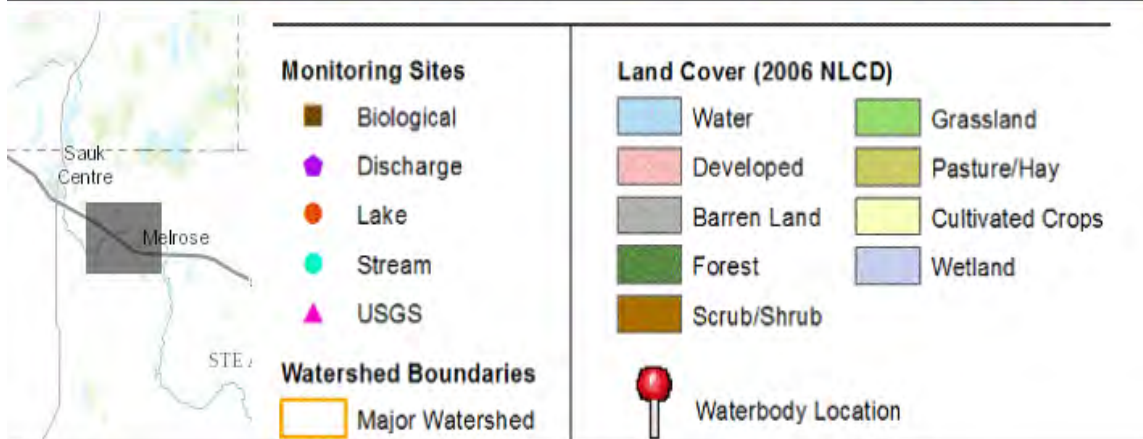 Sauk
Centre
Melrose
STE
Monitoring Sites
Biological
Discharge
Lake
Stream
USGS
Watershed Boundaries
Major Watershed
Land Cover (2006 NLCD)
Water
Developed
Barren Land
Forest
Scrub/Shrub
Grassland
Pasture/Hay
Cultivated Crops
Wetland
Waterbody Location